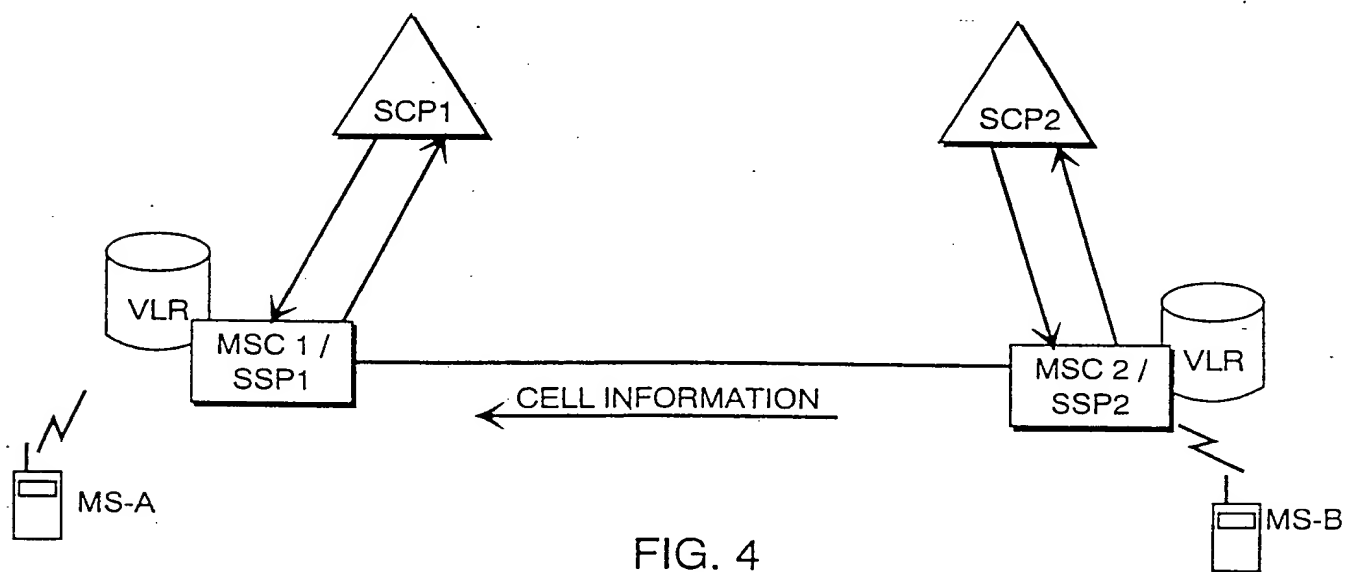 SCP1
SCP2
VLR
MSC 1 /
SSP1
MSC 2 /
SSP2
VLR
CELL INFORMATION
MS-A
MS-B
FIG. 4